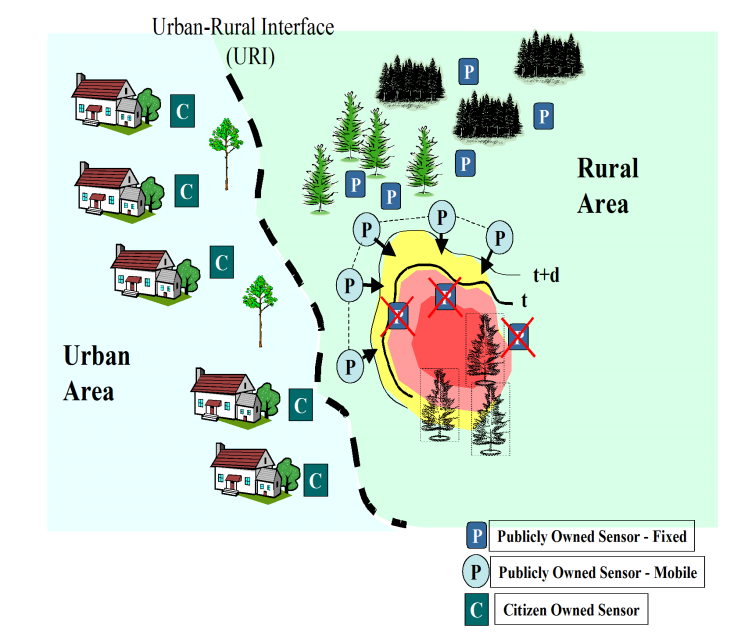 Urban-Rural Interface
(URI)
P
P
P
C
P
C
P
P
Rural
Area
P
P
P
C
t+d
P
t
Urban
Area
P
C
C
P Publicly Owned Sensor - Fixed
P Publicly Owned Sensor - Mobile
C Citizen Owned Sensor